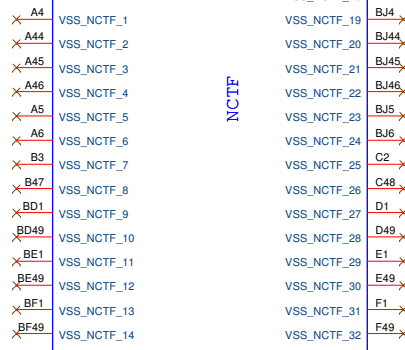 A4 VSS_NCTF_1 VSS_NCTF_19 BJ4
A44 VSS_NCTF_2 VSS_NCTF_20 BJ44
A45 VSS_NCTF_3 VSS_NCTF_21 BJ45
A46 VSS_NCTF_4 VSS_NCTF_22 BJ46
A5 VSS_NCTF_5 VSS_NCTF_23 BJ5
A6 VSS_NCTF_6 VSS_NCTF_24 BJ6
B3 VSS_NCTF_7 VSS_NCTF_25 C2
B47 VSS_NCTF_8 VSS_NCTF_26 C48
BD1 VSS_NCTF_9 VSS_NCTF_27 D1
BD49 VSS_NCTF_10 VSS_NCTF_28 D49
BE1 VSS_NCTF_11 VSS_NCTF_29 E1
BE49 VSS_NCTF_12 VSS_NCTF_30 E49
BF1 VSS_NCTF_13 VSS_NCTF_31 F1
BF49 VSS_NCTF_14 VSS_NCTF_32 F49
NCTF